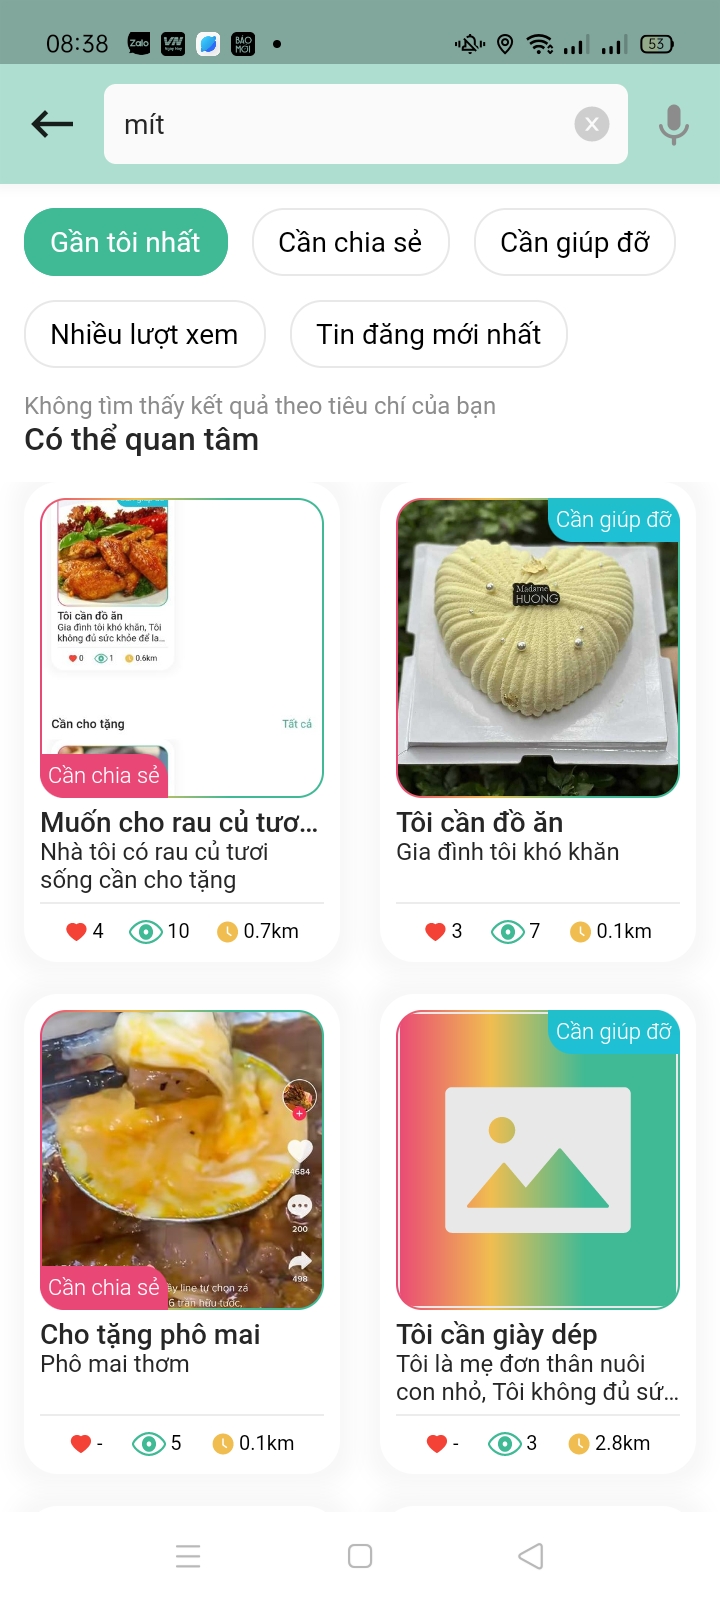 08:38
Zalo
VN
BÁO
MỚI
53
mít
Gần tôi nhất
Cần chia sẻ
Cần giúp đỡ
Nhiều lượt xem
Tin đăng mới nhất
Không tìm thấy kết quả theo tiêu chí của bạn
Có thể quan tâm
Tôi cần đồ ăn
Gia đình tôi khó khăn, Tôi
không đủ sức khỏe để la...
0
1
0.6km
Cần cho tặng
Tất cả
Cần chia sẻ
Muốn cho rau củ tươ...
Nhà tôi có rau củ tươi
sống cần cho tặng
4
10
0.7km
Cần giúp đỡ
Madame
HUONG
Tôi cần đồ ăn
Gia đình tôi khó khăn
3
7
0.1km
4684
200
498
Cần chia sẻ
ây line tự chọn zá
6 trần hữu tước,
Cho tặng phô mai
Phô mai thơm
-
5
0.1km
Cần giúp đỡ
Tôi cần giày dép
Tôi là mẹ đơn thân nuôi
con nhỏ, Tôi không đủ sứ...
-
3
2.8km